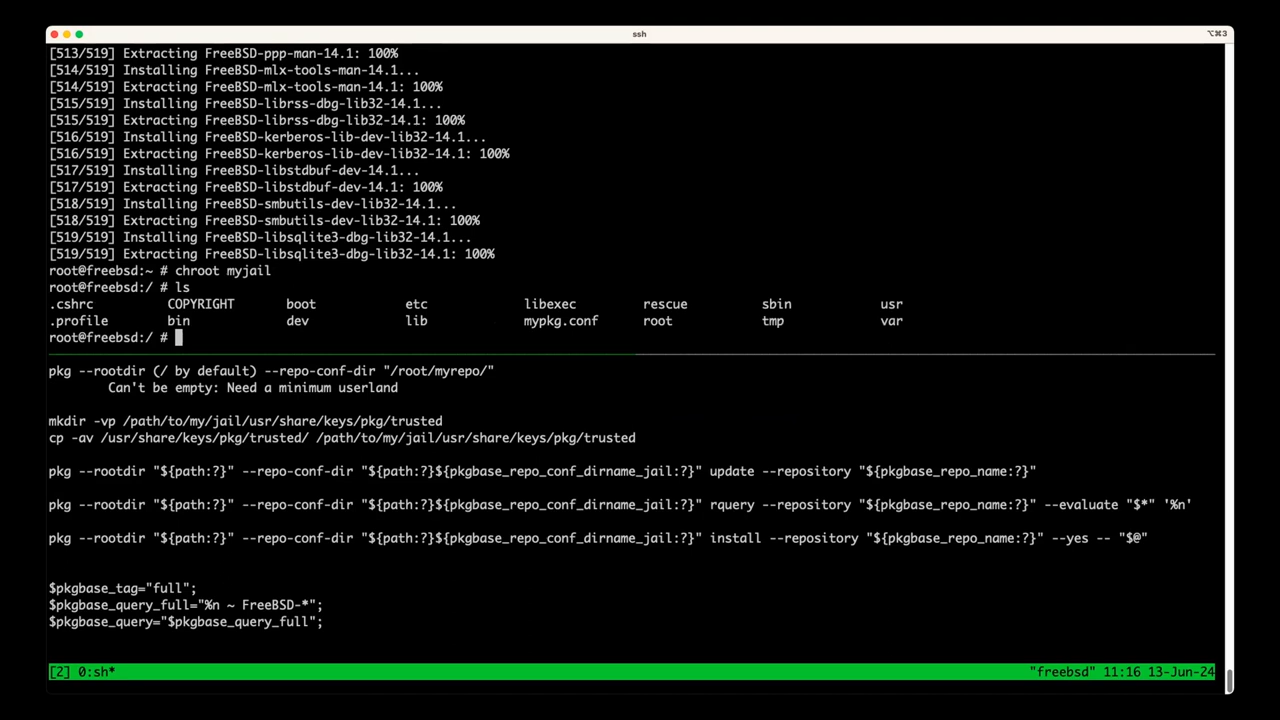 ssh
⌥⌘3
[513/519] Extracting FreeBSD-ppp-man-14.1: 100%
[514/519] Installing FreeBSD-mlx-tools-man-14.1...
[514/519] Extracting FreeBSD-mlx-tools-man-14.1: 100%
[515/519] Installing FreeBSD-librss-dbg-lib32-14.1...
[515/519] Extracting FreeBSD-librss-dbg-lib32-14.1: 100%
[516/519] Installing FreeBSD-kerberos-lib-dev-lib32-14.1...
[516/519] Extracting FreeBSD-kerberos-lib-dev-lib32-14.1: 100%
[517/519] Installing FreeBSD-libstdbuf-dev-14.1...
[517/519] Extracting FreeBSD-libstdbuf-dev-14.1: 100%
[518/519] Installing FreeBSD-smbutils-dev-lib32-14.1...
[518/519] Extracting FreeBSD-smbutils-dev-lib32-14.1: 100%
[519/519] Installing FreeBSD-libsqlite3-dbg-lib32-14.1...
[519/519] Extracting FreeBSD-libsqlite3-dbg-lib32-14.1: 100%
root@freebsd:~ # chroot myjail
root@freebsd:/ # ls
.cshrc COPYRIGHT boot etc libexec rescue sbin usr
.profile bin dev lib mypkg.conf root tmp var
root@freebsd:/ #
pkg --rootdir (/ by default) --repo-conf-dir "/root/myrepo/"
Can't be empty: Need a minimum userland
mkdir -vp /path/to/my/jail/usr/share/keys/pkg/trusted
cp -av /usr/share/keys/pkg/trusted/ /path/to/my/jail/usr/share/keys/pkg/trusted
pkg --rootdir "${path:?}" --repo-conf-dir "${path:?}${pkgbase_repo_conf_dirname_jail:?}" update --repository "${pkgbase_repo_name:?}"
pkg --rootdir "${path:?}" --repo-conf-dir "${path:?}${pkgbase_repo_conf_dirname_jail:?}" rquery --repository "${pkgbase_repo_name:?}" --evaluate "$*" '%n'
pkg --rootdir "${path:?}" --repo-conf-dir "${path:?}${pkgbase_repo_conf_dirname_jail:?}" install --repository "${pkgbase_repo_name:?}" --yes -- "$@"
$pkgbase_tag="full";
$pkgbase_query_full="%n ~ FreeBSD-*";
$pkgbase_query="$pkgbase_query_full";
[2] 0:sh* "freebsd" 11:16 13-Jun-24